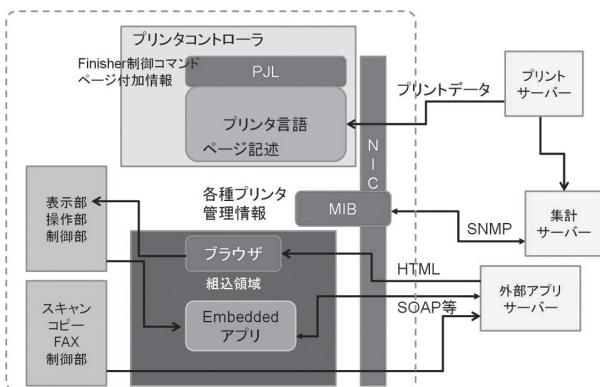 プリンタコントローラ
Finisher制御コマンド
ページ付加情報
PJL
プリンタ言語
ページ記述
プリントデータ
プリント
サーバー
NIC
各種プリンタ
管理情報
MIB
SNMP
集計
サーバー
表示部
操作部
制御部
ブラウザ
組込領域
HTML
外部アプリ
サーバー
SOAP等
Embedded
アプリ
スキャン
コピー
FAX
制御部